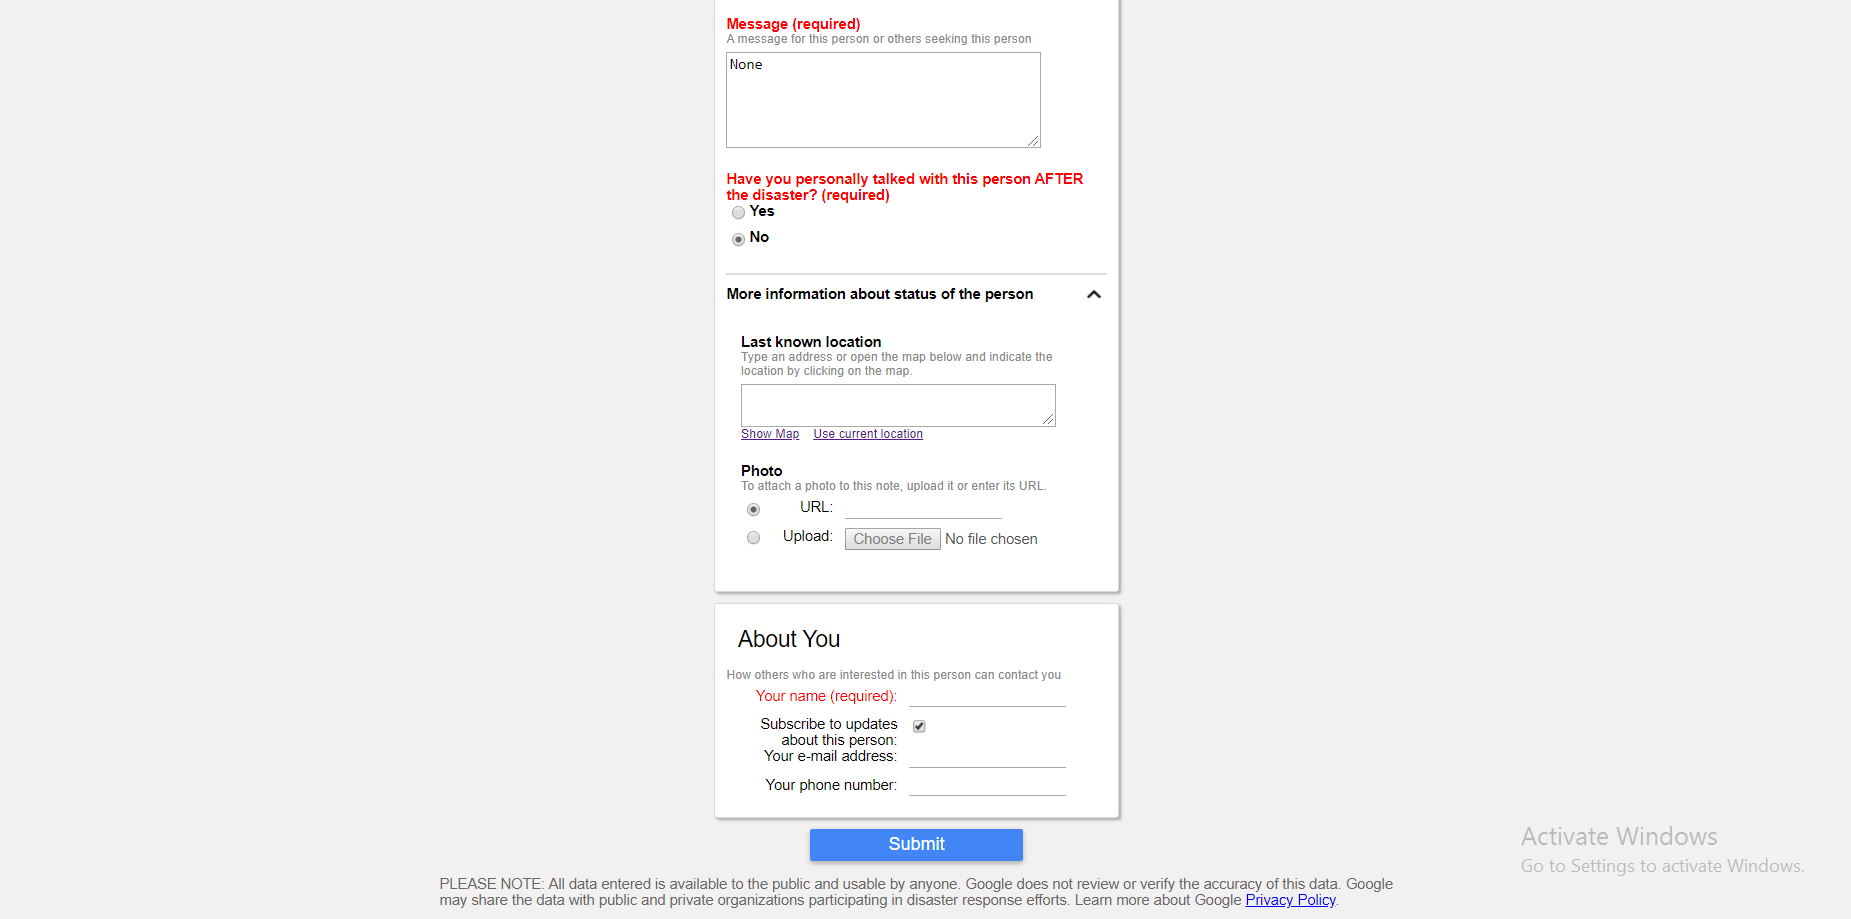 Message (required)
A message for this person or others seeking this person
None
Have you personally talked with this person AFTER
the disaster? (required)
Yes
No
More information about status of the person
Last known location
Type an address or open the map below and indicate the
location by clicking on the map.
Show Map Use current location
Photo
To attach a photo to this note, upload it or enter its URL.
URL:
Upload: Choose File No file chosen
About You
How others who are interested in this person can contact you
Your name (required):
Subscribe to updates
about this person:
Your e-mail address:
Your phone number:
Submit
Activate Windows
Go to Settings to activate Windows.
PLEASE NOTE: All data entered is available to the public and usable by anyone. Google does not review or verify the accuracy of this data. Google
may share the data with public and private organizations participating in disaster response efforts. Learn more about Google Privacy Policy.